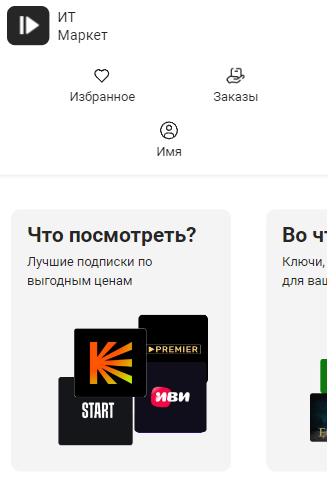 ИТ
Маркет
Избранное
Заказы
Имя
Что посмотреть?
Лучшие подписки по
выгодным ценам
PREMIER
START
иви
Во чт
Ключи,
для ваш